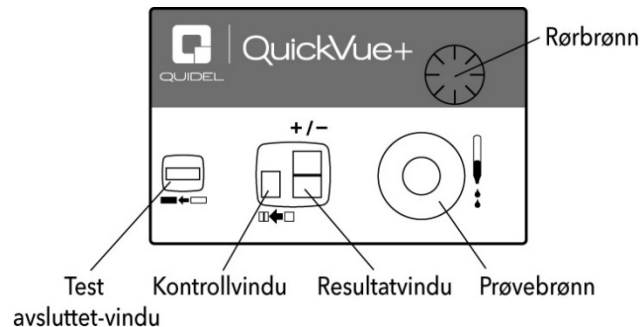 QUIDEL
QuickVue+
Rørbrønn
+/–
Test
avsluttet-vindu
Kontrollvindu
Resultatvindu
Prøvebrønn